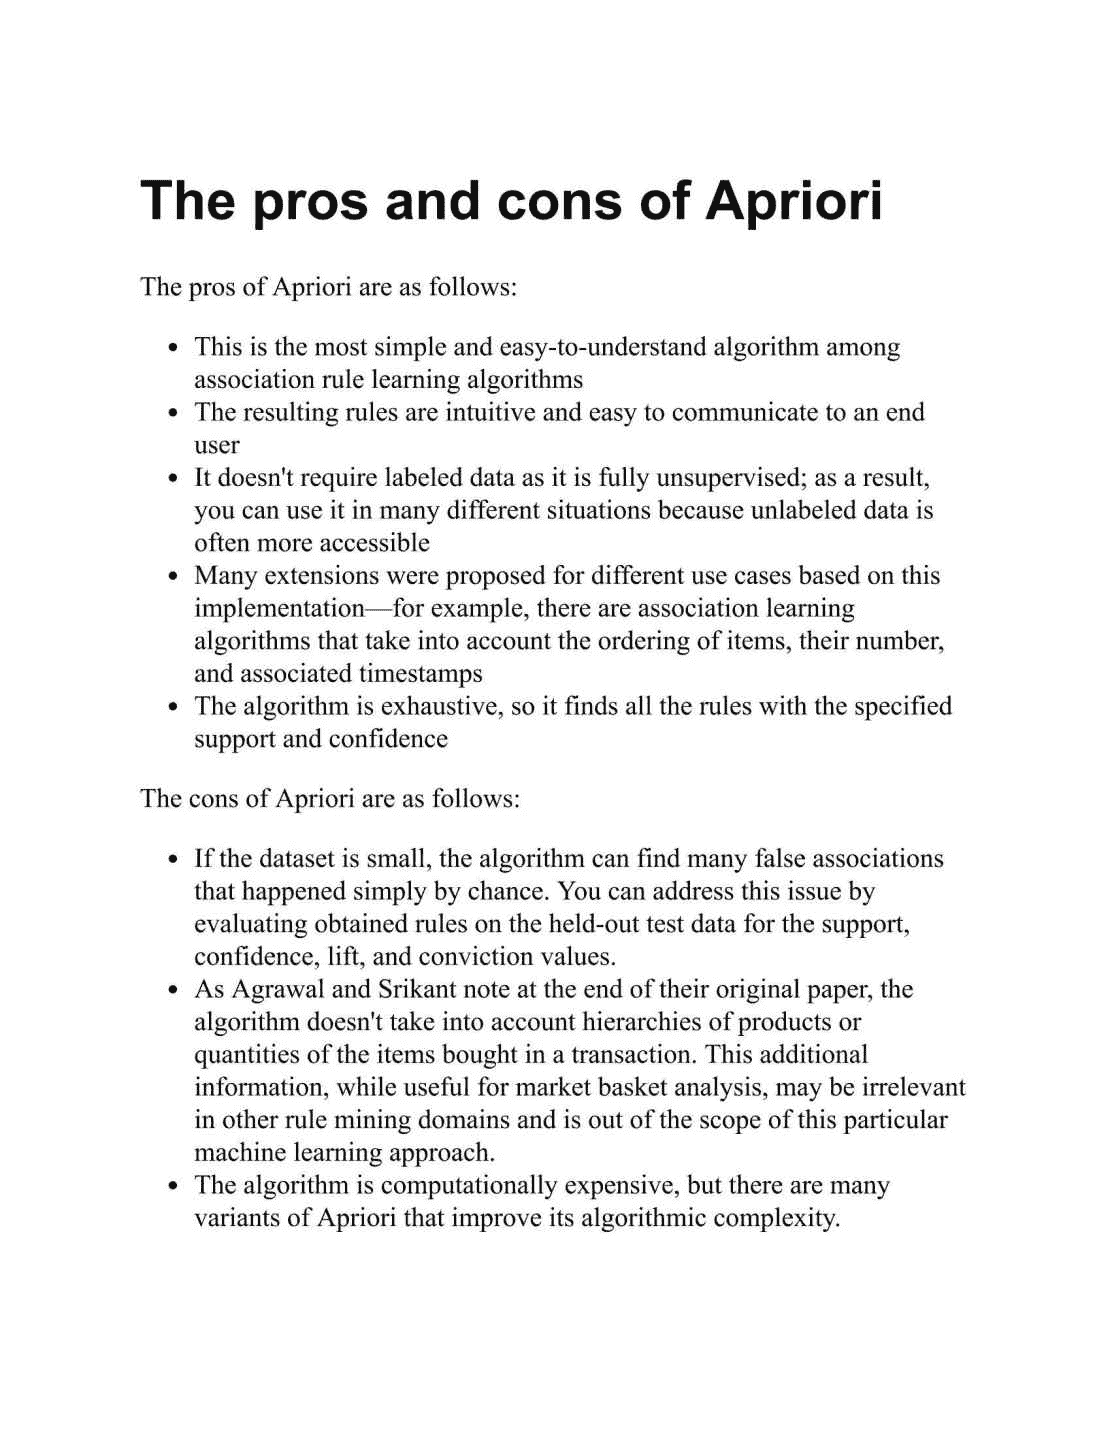 The pros and cons of Apriori
The pros of Apriori are as follows:
• This is the most simple and easy-to-understand algorithm among
association rule learning algorithms
• The resulting rules are intuitive and easy to communicate to an end
user
• It doesn't require labeled data as it is fully unsupervised; as a result,
you can use it in many different situations because unlabeled data is
often more accessible
• Many extensions were proposed for different use cases based on this
implementation—for example, there are association learning
algorithms that take into account the ordering of items, their number,
and associated timestamps
• The algorithm is exhaustive, so it finds all the rules with the specified
support and confidence
The cons of Apriori are as follows:
• If the dataset is small, the algorithm can find many false associations
that happened simply by chance. You can address this issue by
evaluating obtained rules on the held-out test data for the support,
confidence, lift, and conviction values.
• As Agrawal and Srikant note at the end of their original paper, the
algorithm doesn't take into account hierarchies of products or
quantities of the items bought in a transaction. This additional
information, while useful for market basket analysis, may be irrelevant
in other rule mining domains and is out of the scope of this particular
machine learning approach.
• The algorithm is computationally expensive, but there are many
variants of Apriori that improve its algorithmic complexity.